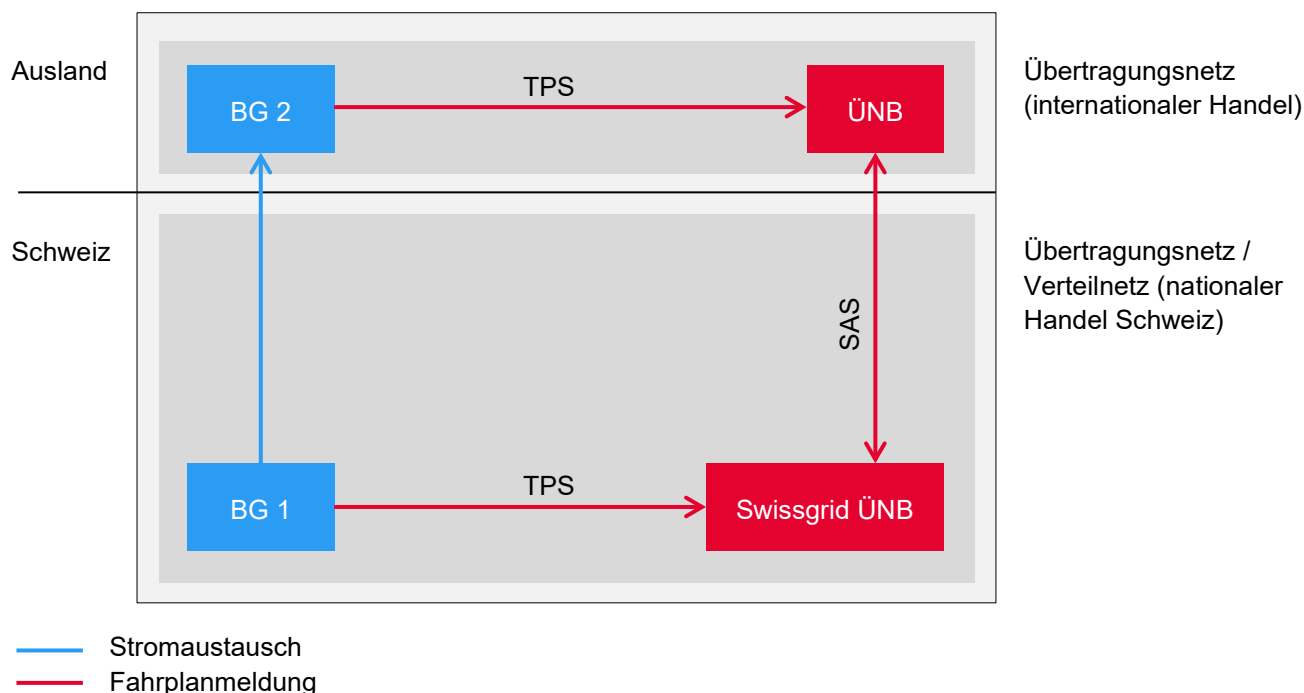 Ausland
BG 2
TPS
ÜNB
Übertragungsnetz
(internationaler Handel)
Schweiz
Übertragungsnetz /
Verteilnetz (nationaler
Handel Schweiz)
SAS
BG 1
TPS
Swissgrid ÜNB
Stromaustausch
Fahrplanmeldung